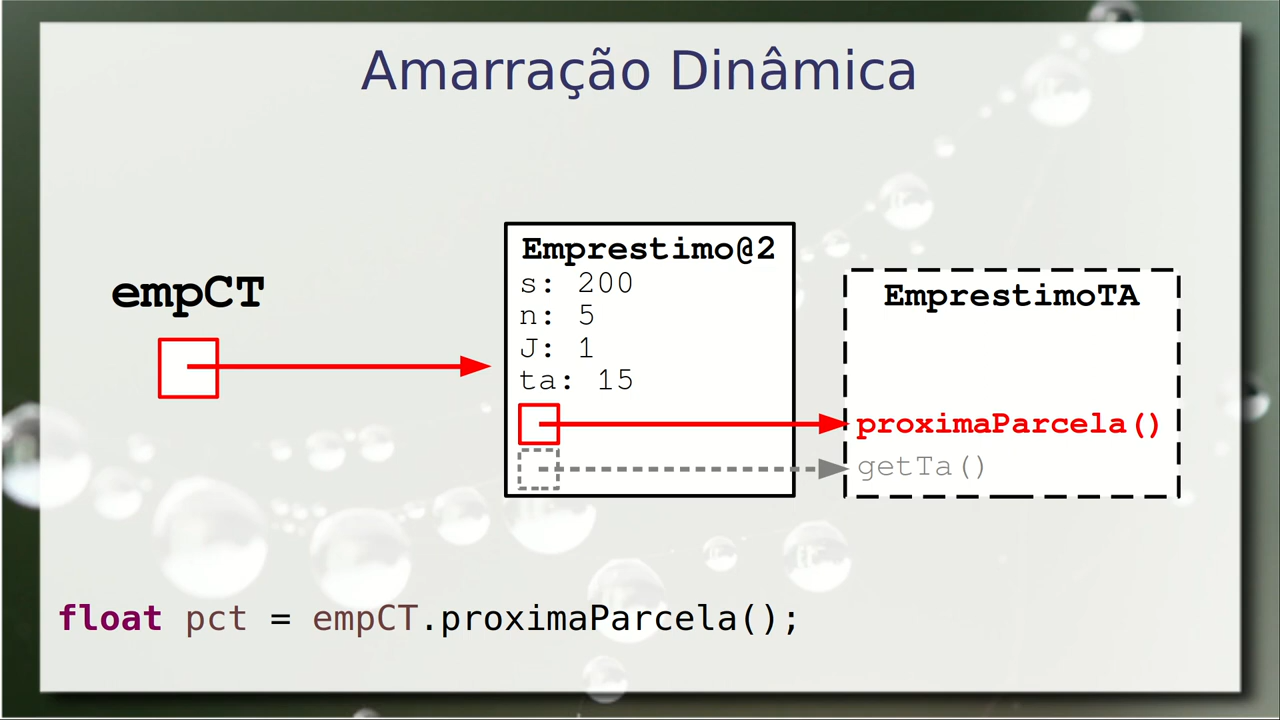 Amarração Dinâmica
empCT
Emprestimo@2
s: 200
n: 5
J: 1
ta: 15
EmprestimoTA
proximaParcela()
getTa()
float pct = empCT.proximaParcela();